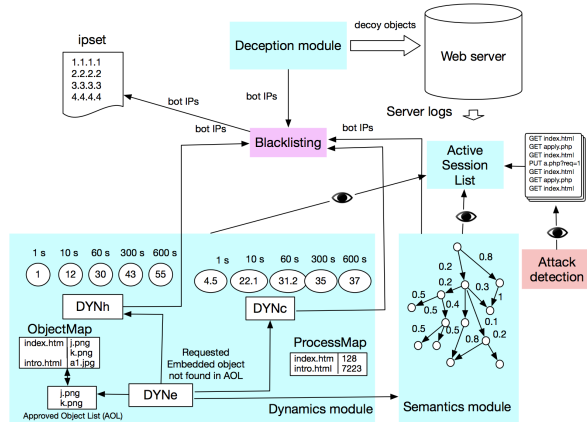 ipset
1.1.1.1
2.2.2.2
3.3.3.3
4.4.4.4
Deception module
decoy objects
Web server
bot IPs
bot IPs
bot IPs
bot IPs
Blacklisting
Server logs
Active
Session
List
GET index.html
GET apply.php
GET index.html
PUT a.php?req=1
GET index.html
GET apply.php
GET index.html
Attack
detection
1 s 10 s 60 s 300 s 600 s
1 12 30 43 55
DYNh
1 s 10 s 60 s 300 s 600 s
4.5 22.1 31.2 35 37
DYNc
ObjectMap
index.htm j.png
k.png
intro.html a1.jpg
j.png
k.png
Approved Object List (AOL)
DYNe
Requested
Embedded object
not found in AOL
ProcessMap
index.htm 128
intro.html 7223
Dynamics module
0.8
0.2
0.2
0.3
0.5
0.4
1
0.5
0.5
0.1
0.8
0.2
Semantics module